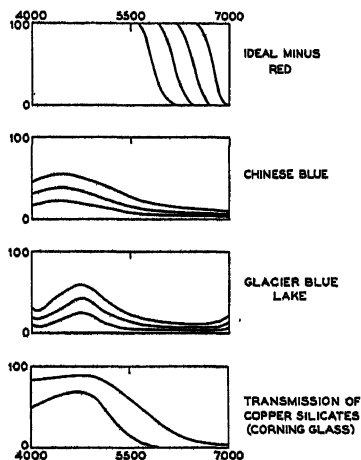 4000 5500 7000
100
0
IDEAL MINUS
RED
100
0
CHINESE BLUE
100
0
GLACIER BLUE
LAKE
100
0
TRANSMISSION OF
COPPER SILICATES
(CORNING GLASS)
4000 5500 7000